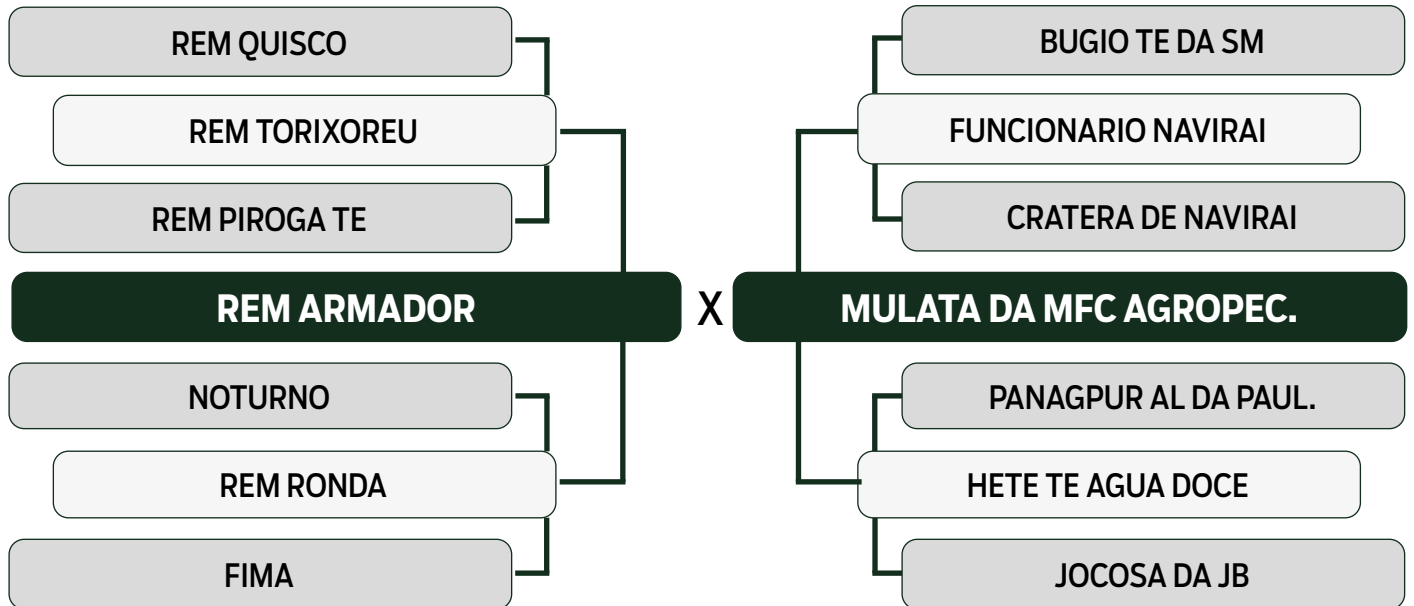 REM QUISCO
BUGIO TE DA SM
REM TORIXOREU
FUNCIONARIO NAVIRAI
REM PIROGA TE
CRATERA DE NAVIRAI
REM ARMADOR X MULATA DA MFC AGROPEC.
NOTURNO
PANAGPUR AL DA PAUL.
REM RONDA
HETE TE AGUA DOCE
FIMA
JOCOSA DA JB